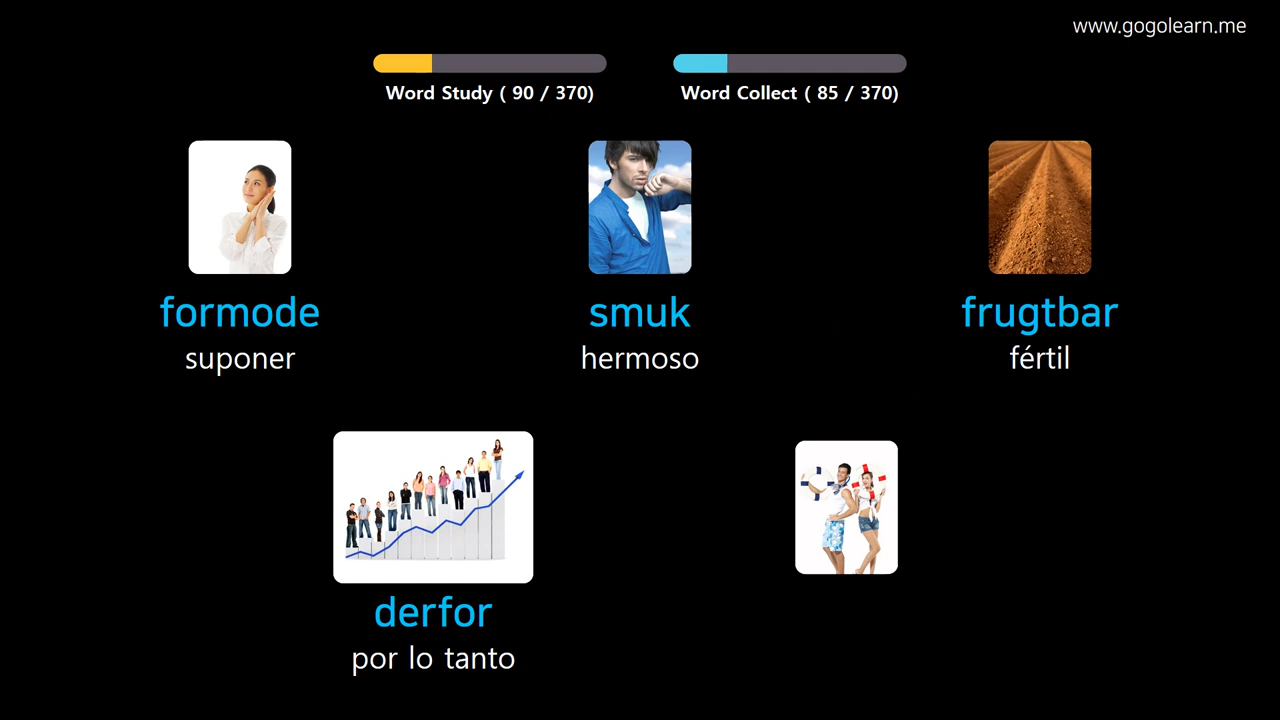 www.gogolearn.me
Word Study ( 90 / 370)
Word Collect ( 85 / 370)
formode
suponer
smuk
hermoso
frugtbar
fértil
derfor
por lo tanto